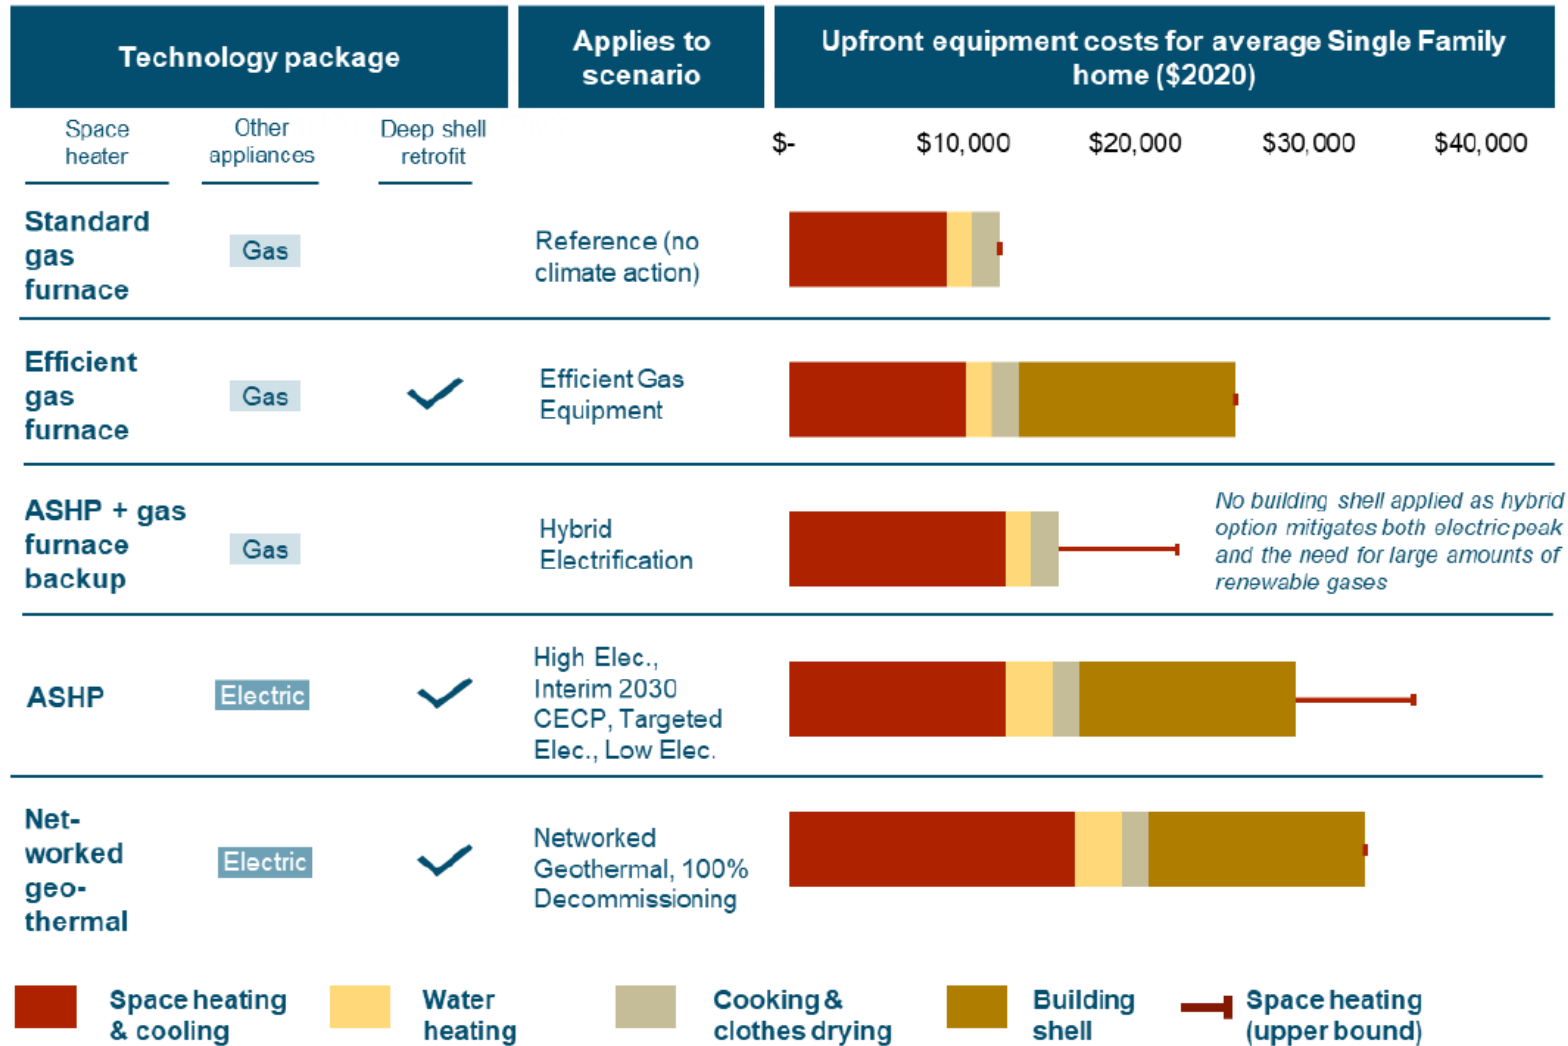 Technology package
Applies to
scenario
Upfront equipment costs for average Single Family
home ($2020)
Space
heater
Other
appliances
Deep shell
retrofit
$-
$10,000
$20,000
$30,000
$40,000
Standard
gas
furnace
Gas
Reference (no
climate action)
Efficient
gas
furnace
Gas
Efficient Gas
Equipment
ASHP + gas
furnace
backup
Gas
Hybrid
Electrification
No building shell applied as hybrid
option mitigates both electric peak
and the need for large amounts of
renewable gases
ASHP
Electric
High Elec.,
Interim 2030
CECP, Targeted
Elec., Low Elec.
Net-
worked
geo-
thermal
Electric
Networked
Geothermal, 100%
Decommissioning
Space heating
& cooling
Water
heating
Cooking &
clothes drying
Building
shell
Space heating
(upper bound)